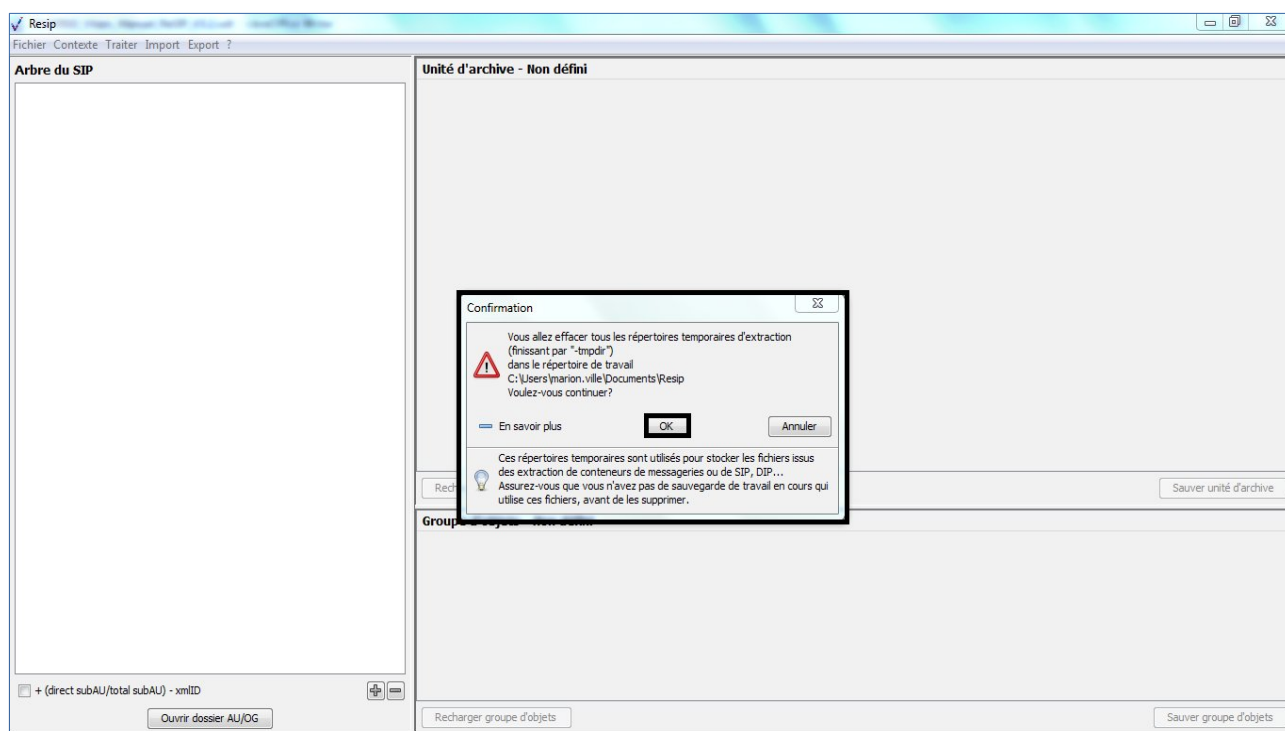 Resip
Fichier Contexte Traiter Import Export ?
Arbre du SIP
Unité d'archive - Non défini
Confirmation
Vous allez effacer tous les répertoires temporaires d'extraction
(finissant par "-tmpdir")
dans le répertoire de travail
C:\Users\marion.ville\Documents\Resip
Voulez-vous continuer?
En savoir plus
OK
Annuler
Ces répertoires temporaires sont utilisés pour stocker les fichiers issus
des extraction de conteneurs de messageries ou de SIP, DIP...
Assurez-vous que vous n'avez pas de sauvegarde de travail en cours qui
utilise ces fichiers, avant de les supprimer.
Sauver unité d'archive
+ (direct subAU/total subAU) - xmlID
Ouvrir dossier AU/OG
Recharger groupe d'objets
Sauver groupe d'objets